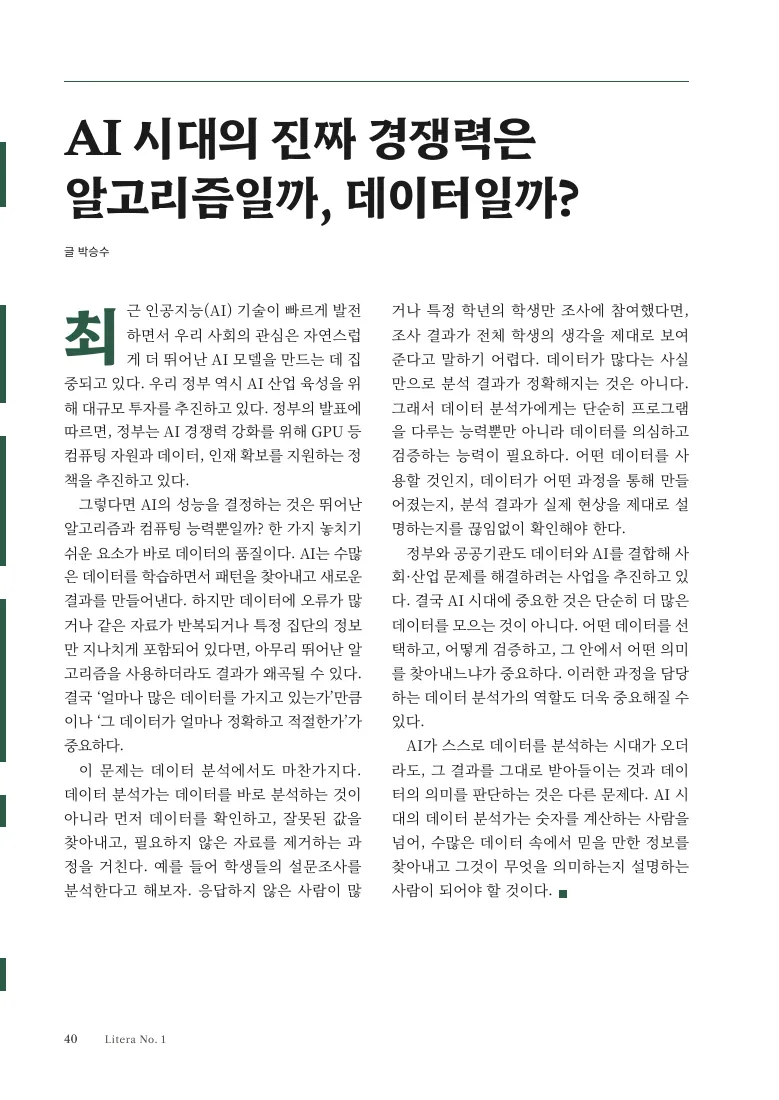 AI 시대의 진짜 경쟁력은
알고리즘일까, 데이터일까?
글 박승수
최근 인공지능(AI) 기술이 빠르게 발전
하면서 우리 사회의 관심은 자연스럽
게 더 뛰어난 AI 모델을 만드는 데 집
중되고 있다. 우리 정부 역시 AI 산업 육성을 위
해 대규모 투자를 추진하고 있다. 정부의 발표에
따르면, 정부는 AI 경쟁력 강화를 위해 GPU 등
컴퓨팅 자원과 데이터, 인재 확보를 지원하는 정
책을 추진하고 있다.
그렇다면 AI의 성능을 결정하는 것은 뛰어난
알고리즘과 컴퓨팅 능력뿐일까? 한 가지 놓치기
쉬운 요소가 바로 데이터의 품질이다. AI는 수많
은 데이터를 학습하면서 패턴을 찾아내고 새로운
결과를 만들어낸다. 하지만 데이터에 오류가 많
거나 같은 자료가 반복되거나 특정 집단의 정보
만 지나치게 포함되어 있다면, 아무리 뛰어난 알
고리즘을 사용하더라도 결과가 왜곡될 수 있다.
결국 ‘얼마나 많은 데이터를 가지고 있는가’만큼
이나 ‘그 데이터가 얼마나 정확하고 적절한가’가
중요하다.
이 문제는 데이터 분석에서도 마찬가지다.
데이터 분석가는 데이터를 바로 분석하는 것이
아니라 먼저 데이터를 확인하고, 잘못된 값을
찾아내고, 필요하지 않은 자료를 제거하는 과
정을 거친다. 예를 들어 학생들의 설문조사를
분석한다고 해보자. 응답하지 않은 사람이 많
거나 특정 학년의 학생만 조사에 참여했다면,
조사 결과가 전체 학생의 생각을 제대로 보여
준다고 말하기 어렵다. 데이터가 많다는 사실
만으로 분석 결과가 정확해지는 것은 아니다.
그래서 데이터 분석가에게는 단순히 프로그램
을 다루는 능력뿐만 아니라 데이터를 의심하고
검증하는 능력이 필요하다. 어떤 데이터를 사
용할 것인지, 데이터가 어떤 과정을 통해 만들
어졌는지, 분석 결과가 실제 현상을 제대로 설
명하는지를 끊임없이 확인해야 한다.
정부와 공공기관도 데이터와 AI를 결합해 사
회·산업 문제를 해결하려는 사업을 추진하고 있
다. 결국 AI 시대에 중요한 것은 단순히 더 많은
데이터를 모으는 것이 아니다. 어떤 데이터를 선
택하고, 어떻게 검증하고, 그 안에서 어떤 의미
를 찾아내느냐가 중요하다. 이러한 과정을 담당
하는 데이터 분석가의 역할도 더욱 중요해질 수
있다.
AI가 스스로 데이터를 분석하는 시대가 오더
라도, 그 결과를 그대로 받아들이는 것과 데이
터의 의미를 판단하는 것은 다른 문제다. AI 시
대의 데이터 분석가는 숫자를 계산하는 사람을
넘어, 수많은 데이터 속에서 믿을 만한 정보를
찾아내고 그것이 무엇을 의미하는지 설명하는
사람이 되어야 할 것이다. ■
40 Litera No. 1